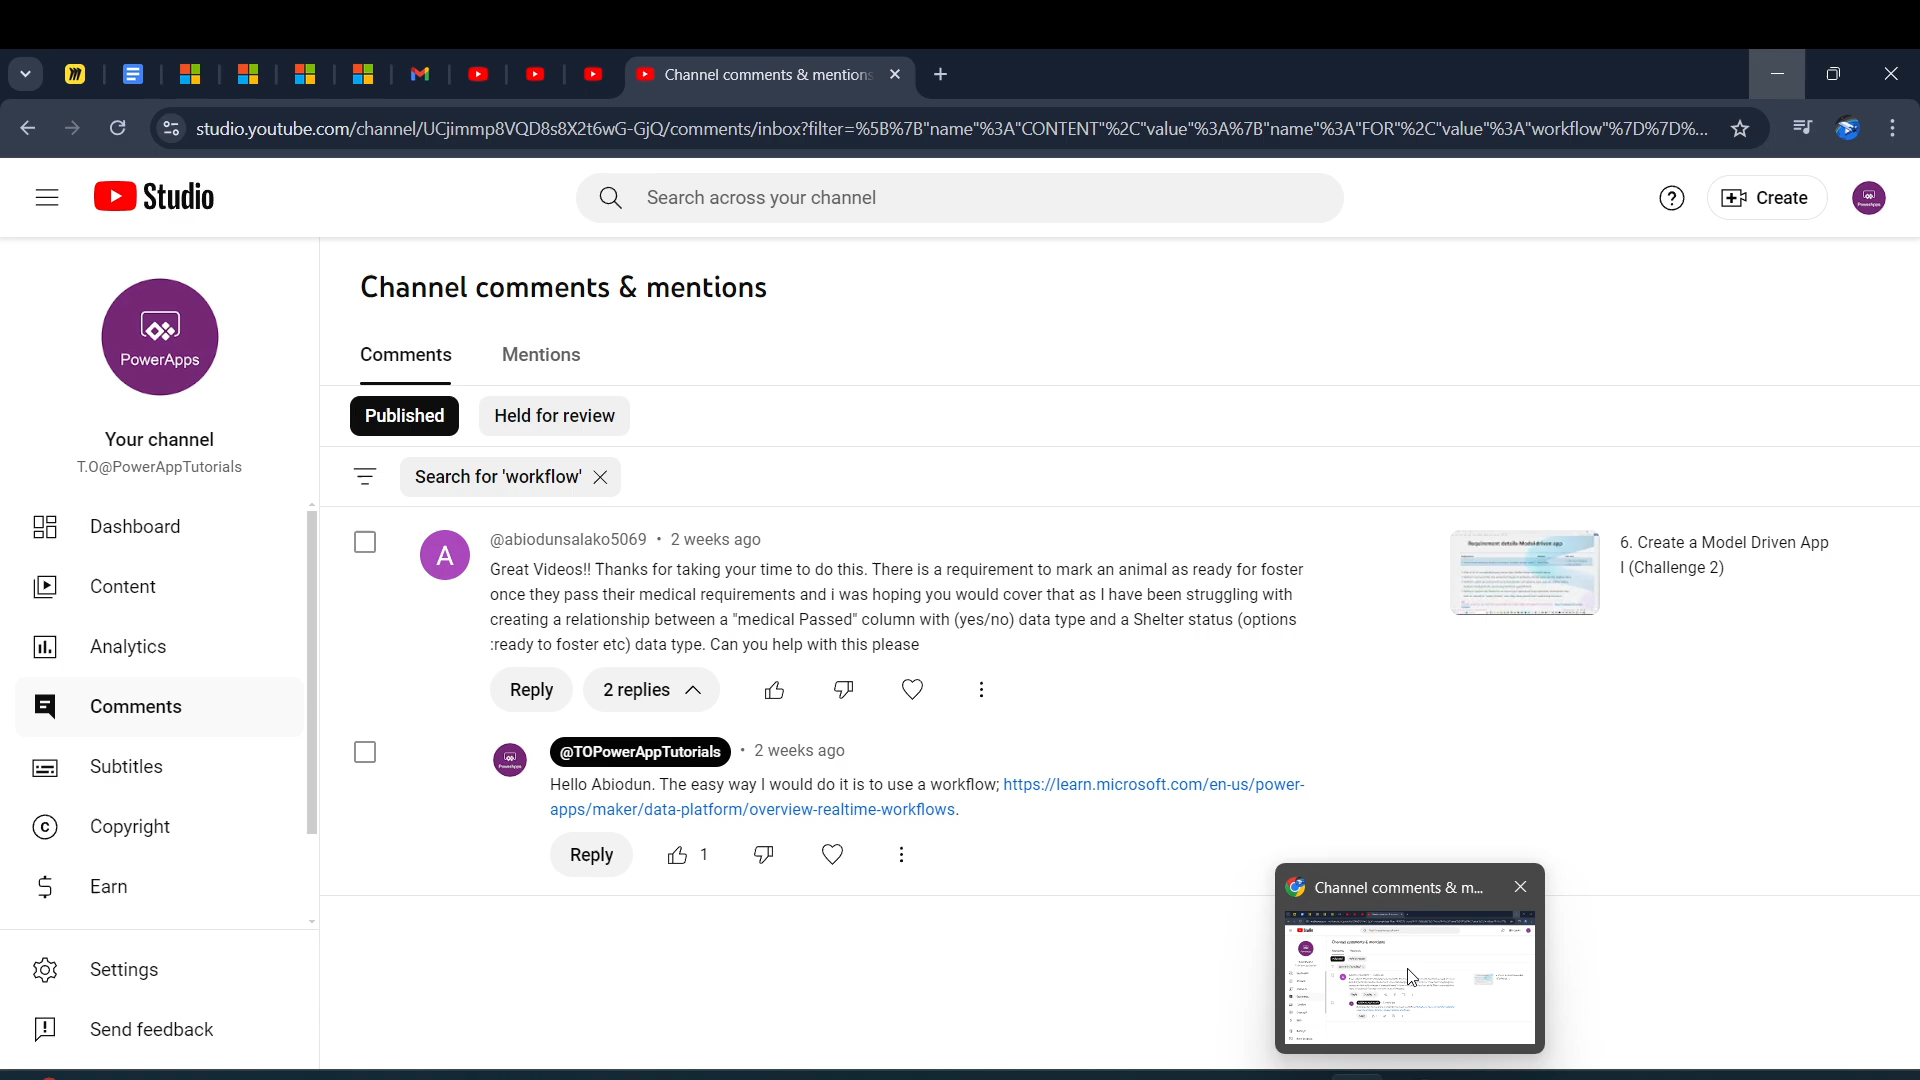 Channel comments & mentions
studio.youtube.com/channel/UCjimmp8VQD8s8X2t6wG-GjQ/comments/inbox?filter=%5B%7B"name"%3A"CONTENT"%2C"value"%3A%7B"name"%3A"FOR"%2C"value"%3A"workflow"%7D%7D%...
Studio
Search across your channel
Create
PowerApps
Your channel
T.O@PowerAppTutorials
Dashboard
Content
Analytics
Comments
Subtitles
Copyright
Earn
Settings
Send feedback
Channel comments & mentions
Comments
Mentions
Published
Held for review
Search for 'workflow'
A
@abiodunsalako5069 • 2 weeks ago
Great Videos!! Thanks for taking your time to do this. There is a requirement to mark an animal as ready for foster
once they pass their medical requirements and i was hoping you would cover that as I have been struggling with
creating a relationship between a "medical Passed" column with (yes/no) data type and a Shelter status (options
:ready to foster etc) data type. Can you help with this please
Reply
2 replies
Requirement details Model-driven app
6. Create a Model Driven App
I (Challenge 2)
@TOPowerAppTutorials • 2 weeks ago
Hello Abiodun. The easy way I would do it is to use a workflow; https://learn.microsoft.com/en-us/power-
apps/maker/data-platform/overview-realtime-workflows.
Reply
1
Channel comments & m...